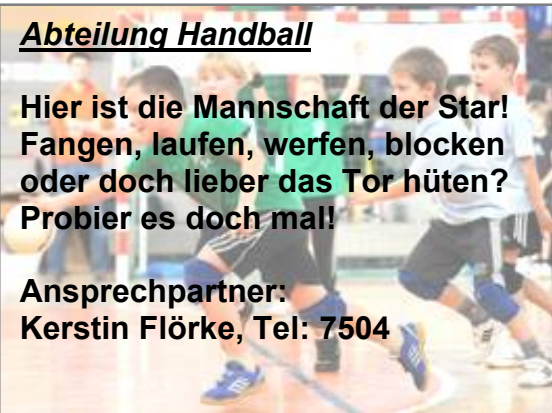 Abteilung Handball
Hier ist die Mannschaft der Star!
Fangen, laufen, werfen, blocken
oder doch lieber das Tor hüten?
Probier es doch mal!
Ansprechpartner:
Kerstin Flörke, Tel: 7504